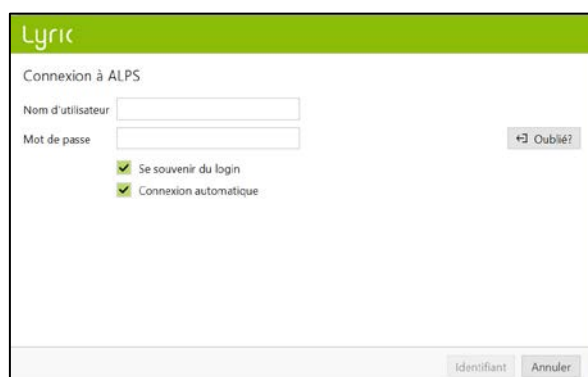 Lyric
Connexion à ALPS
Nom d'utilisateur
Mot de passe
Oublié?
Se souvenir du login
Connexion automatique
Identifiant Annuler